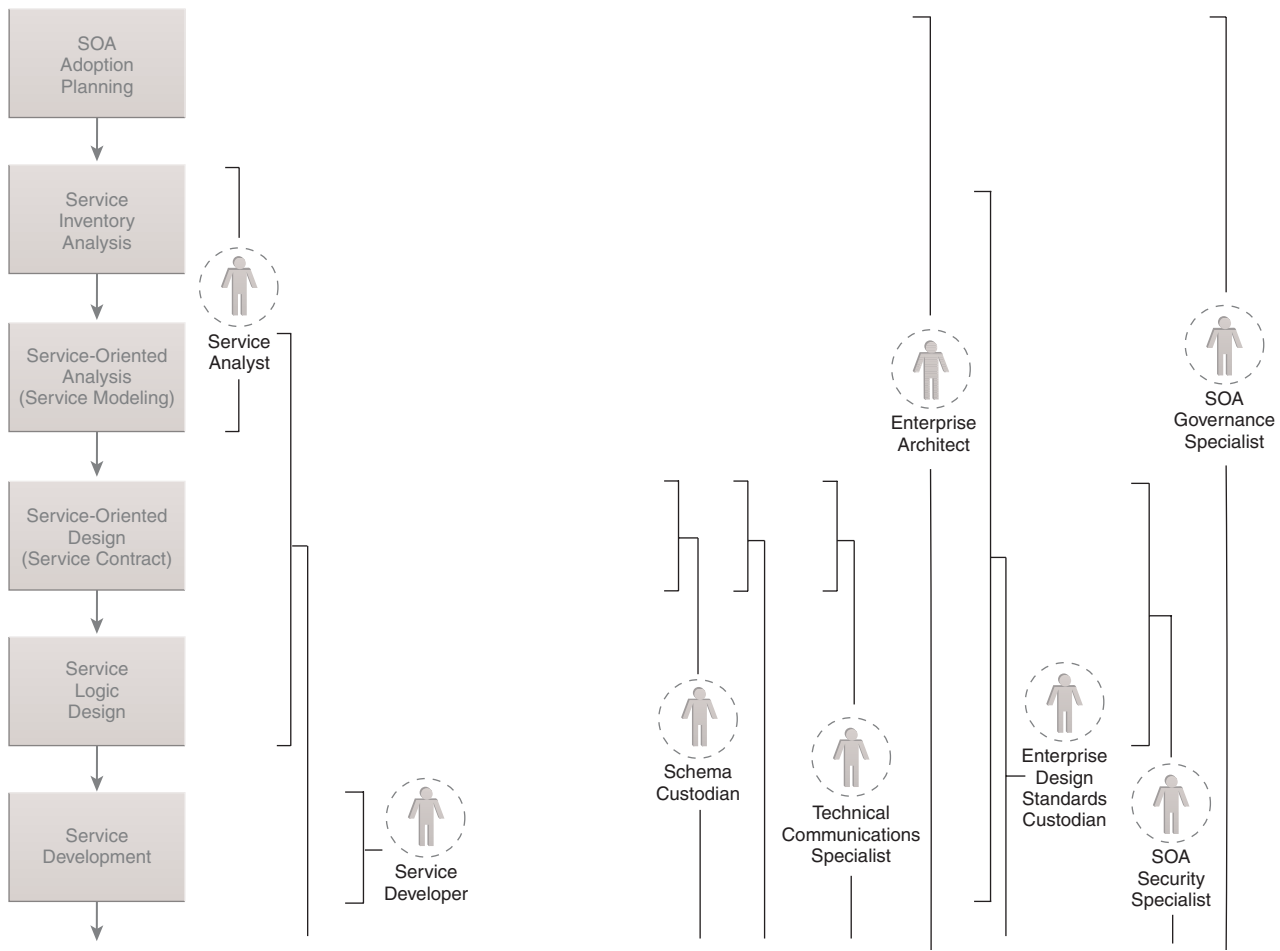 SOA
Adoption
Planning
Service
Inventory
Analysis
Service-Oriented
Analysis
(Service Modeling)
Service-Oriented
Design
(Service Contract)
Service
Logic
Design
Service
Development
Service
Analyst
Service
Developer
Schema
Custodian
Technical
Communications
Specialist
Enterprise
Architect
Enterprise
Design
Standards
Custodian
SOA
Security
Specialist
SOA
Governance
Specialist